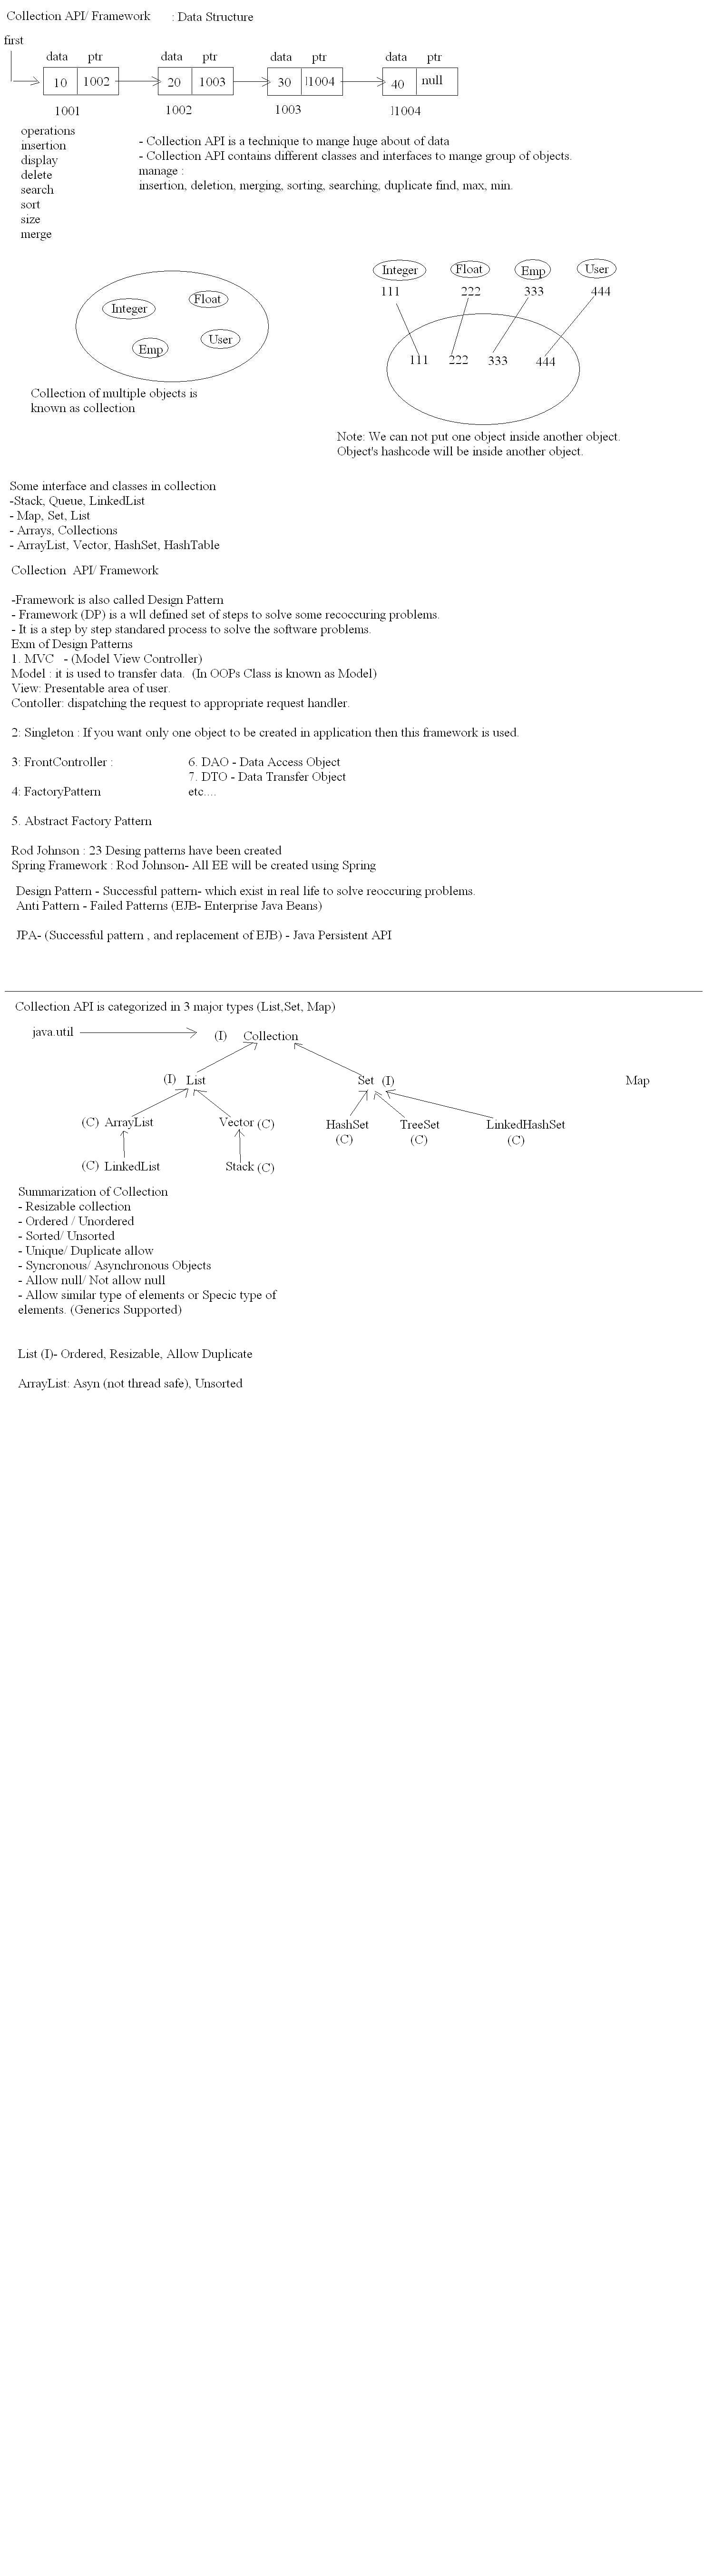 Collection API/ Framework : Data Structure
first
data ptr data ptr data ptr data ptr
10 1002 20 1003 30 1004 40 null
1001 1002 1003 1004
operations
insertion
display
delete
search
sort
size
merge
- Collection API is a technique to mange huge about of data
- Collection API contains different classes and interfaces to mange group of objects.
manage :
insertion, deletion, merging, sorting, searching, duplicate find, max, min.
Integer Float
Emp User
Collection of multiple objects is
known as collection
Integer Float Emp User
111 222 333 444
111 222 333 444
Note: We can not put one object inside another object.
Object's hashcode will be inside another object.
Some interface and classes in collection
-Stack, Queue, LinkedList
- Map, Set, List
- Arrays, Collections
- ArrayList, Vector, HashSet, HashTable
Collection API/ Framework
-Framework is also called Design Pattern
- Framework (DP) is a wll defined set of steps to solve some recoccuring problems.
- It is a step by step standared process to solve the software problems.
Exm of Design Patterns
1. MVC - (Model View Controller)
Model : it is used to transfer data. (In OOPs Class is known as Model)
View: Presentable area of user.
Contoller: dispatching the request to appropriate request handler.
2: Singleton : If you want only one object to be created in application then this framework is used.
3: FrontController : 6. DAO - Data Access Object
7. DTO - Data Transfer Object
4: FactoryPattern etc....
5. Abstract Factory Pattern
Rod Johnson : 23 Desing patterns have been created
Spring Framework : Rod Johnson- All EE will be created using Spring
Design Pattern - Successful pattern- which exist in real life to solve reoccuring problems.
Anti Pattern - Failed Patterns (EJB- Enterprise Java Beans)
JPA- (Successful pattern , and replacement of EJB) - Java Persistent API
Collection API is categorized in 3 major types (List,Set, Map)
java.util (I) Collection
(I) List Set (I) Map
(C) ArrayList Vector (C) HashSet TreeSet LinkedHashSet
(C) (C) (C)
(C) LinkedList Stack (C)
Summarization of Collection
- Resizable collection
- Ordered / Unordered
- Sorted/ Unsorted
- Unique/ Duplicate allow
- Syncronous/ Asynchronous Objects
- Allow null/ Not allow null
- Allow similar type of elements or Specic type of
elements. (Generics Supported)
List (I)- Ordered, Resizable, Allow Duplicate
ArrayList: Asyn (not thread safe), Unsorted